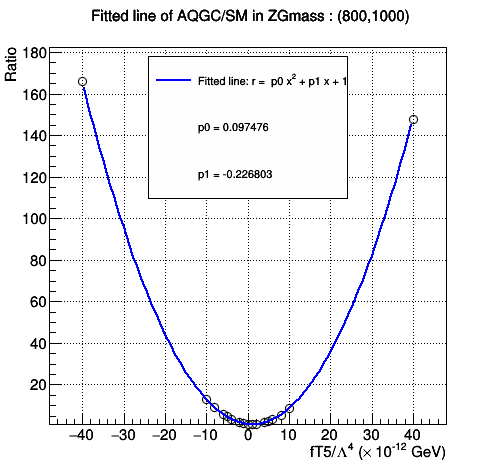 Fitted line of AQGC/SM in ZGmass : (800,1000)
Ratio
180
160
140
120
100
80
60
40
20
Fitted line: r = p0 x² + p1 x + 1
p0 = 0.097476
p1 = -0.226803
−40 −30 −20 −10 0 10 20 30 40
fT5/Λ⁴ (× 10⁻¹² GeV)